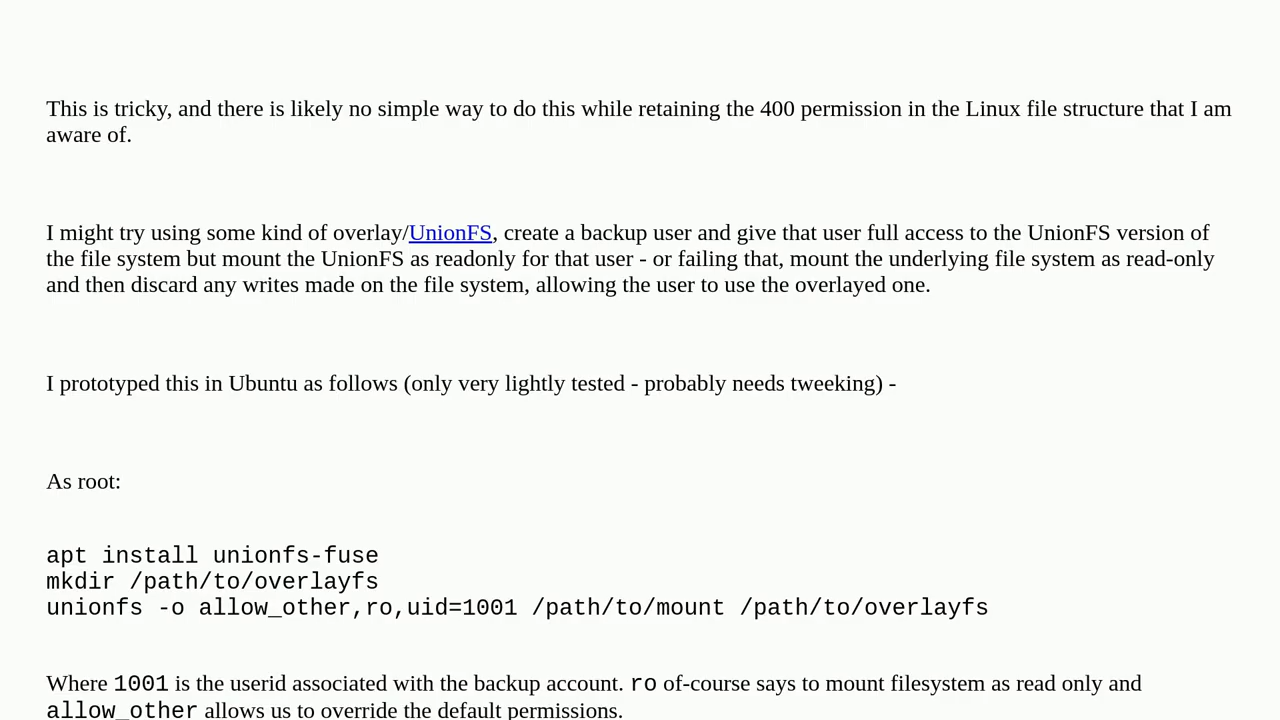 This is tricky, and there is likely no simple way to do this while retaining the 400 permission in the Linux file structure that I am
aware of.
I might try using some kind of overlay/UnionFS, create a backup user and give that user full access to the UnionFS version of
the file system but mount the UnionFS as readonly for that user - or failing that, mount the underlying file system as read-only
and then discard any writes made on the file system, allowing the user to use the overlayed one.
I prototyped this in Ubuntu as follows (only very lightly tested - probably needs tweeking) -
As root:
apt install unionfs-fuse
mkdir /path/to/overlayfs
unionfs -o allow_other,ro,uid=1001 /path/to/mount /path/to/overlayfs
Where 1001 is the userid associated with the backup account. ro of-course says to mount filesystem as read only and
allow_other allows us to override the default permissions.